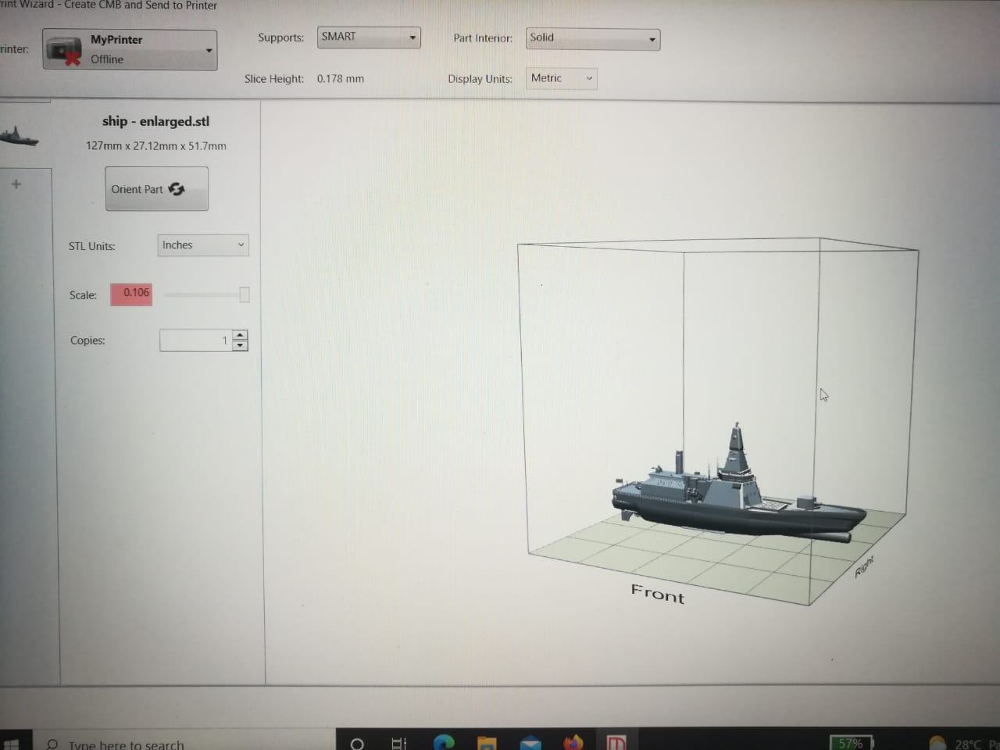 rint Wizard - Create CMB and Send to Printer
rinter:
MyPrinter
Offline
Supports:
SMART
Part Interior:
Solid
Slice Height:
0.178 mm
Display Units:
Metric
ship - enlarged.stl
127mm x 27.12mm x 51.7mm
Orient Part
STL Units:
Inches
Scale:
0.106
Copies:
1
Front
Right
Type here to search
57%
28°C